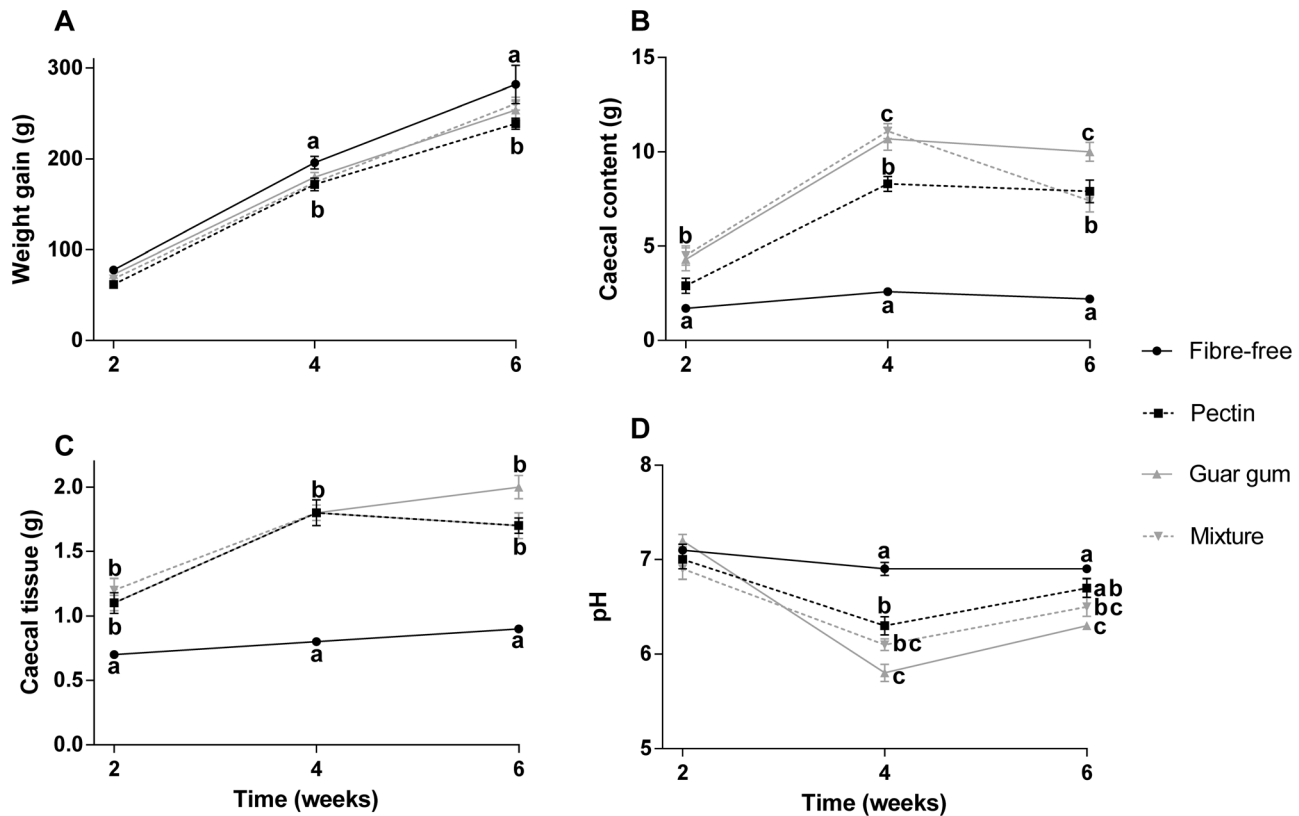 A
Weight gain (g)
300
200
100
0
2
4
6
a
a
b
b
B
Caecal content (g)
15
10
5
0
2
4
6
b
c
c
b
b
a
a
a
Fibre-free
Pectin
Guar gum
Mixture
C
Caecal tissue (g)
2.0
1.5
1.0
0.5
0.0
2
4
6
b
b
b
b
b
a
a
a
Time (weeks)
D
pH
8
7
6
5
2
4
6
a
a
b
ab
bc
bc
c
c
Time (weeks)